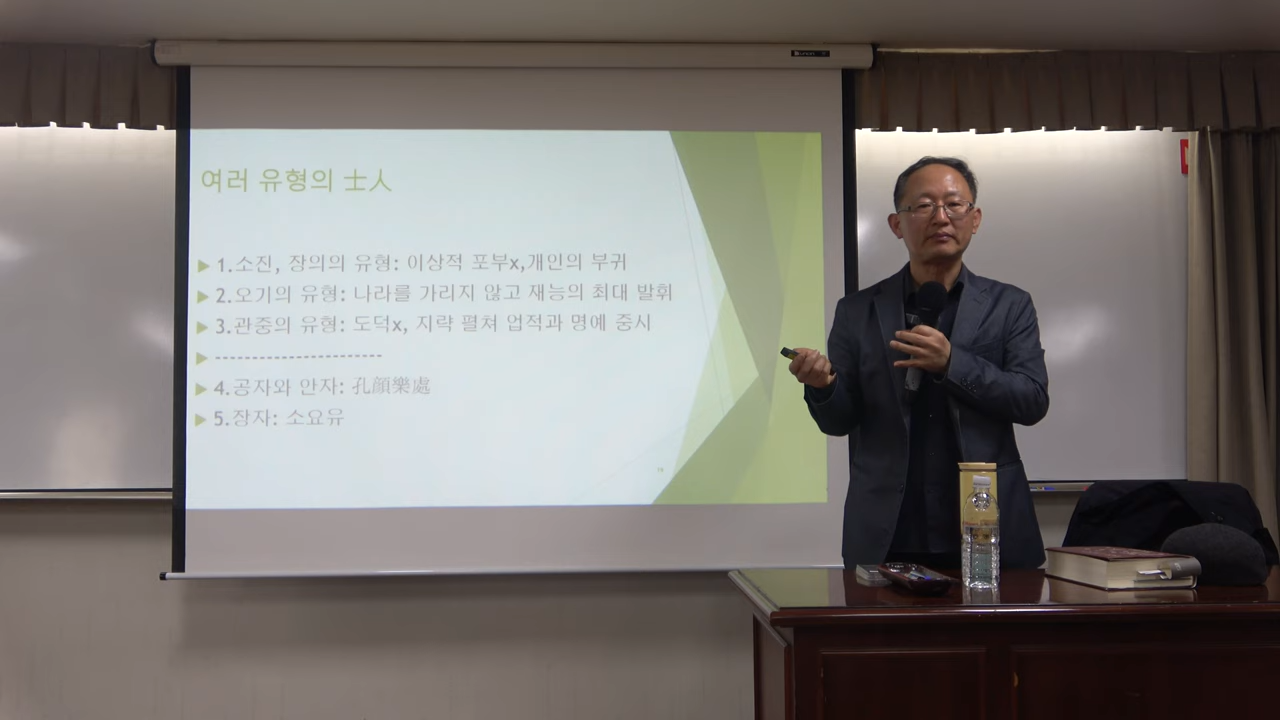 여러 유형의 士人
▶ 1.소진, 장의의 유형: 이상적 포부x,개인의 부귀
▶ 2.오기의 유형: 나라를 가리지 않고 재능의 최대 발휘
▶ 3.관중의 유형: 도덕x, 지략 펼쳐 업적과 명예 중시
▶ -----------------------
▶ 4.공자와 안자: 孔顔樂處
▶ 5.장자: 소요유